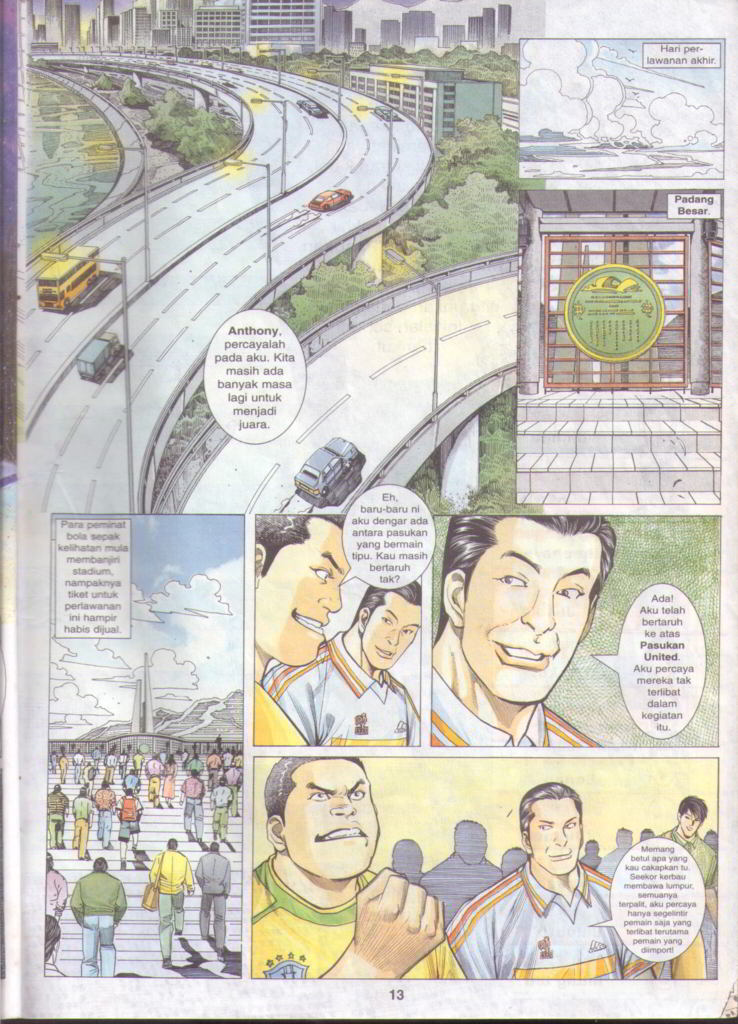 Hari per-
lawanan akhir.
Padang
Besar.
Anthony,
percayalah
pada aku. Kita
masih ada
banyak masa
lagi untuk
menjadi
juara.
Para peminat
bola sepak
kelihatan mula
membanjiri
stadium,
nampaknya
tiket untuk
perlawanan
ini hampir
habis dijual.
Eh,
baru-baru ni
aku dengar ada
antara pasukan
yang bermain
tipu. Kau masih
bertaruh
tak?
Ada!
Aku telah
bertaruh
ke atas
Pasukan
United.
Aku percaya
mereka tak
terlibat
dalam
kegiatan
itu.
Memang
betul apa yang
kau cakapkan tu.
Seekor kerbau
membawa lumpur,
semuanya
terpalit, aku percaya
hanya segelintir
pemain saja yang
terlibat terutama
pemain yang
diimport!
13